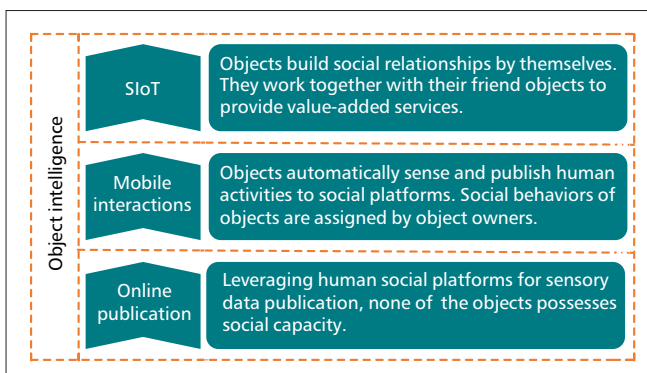 Object intelligence
SIoT
Objects build social relationships by themselves.
They work together with their friend objects to
provide value-added services.
Mobile
interactions
Objects automatically sense and publish human
activities to social platforms. Social behaviors of
objects are assigned by object owners.
Online
publication
Leveraging human social platforms for sensory
data publication, none of the objects possesses
social capacity.